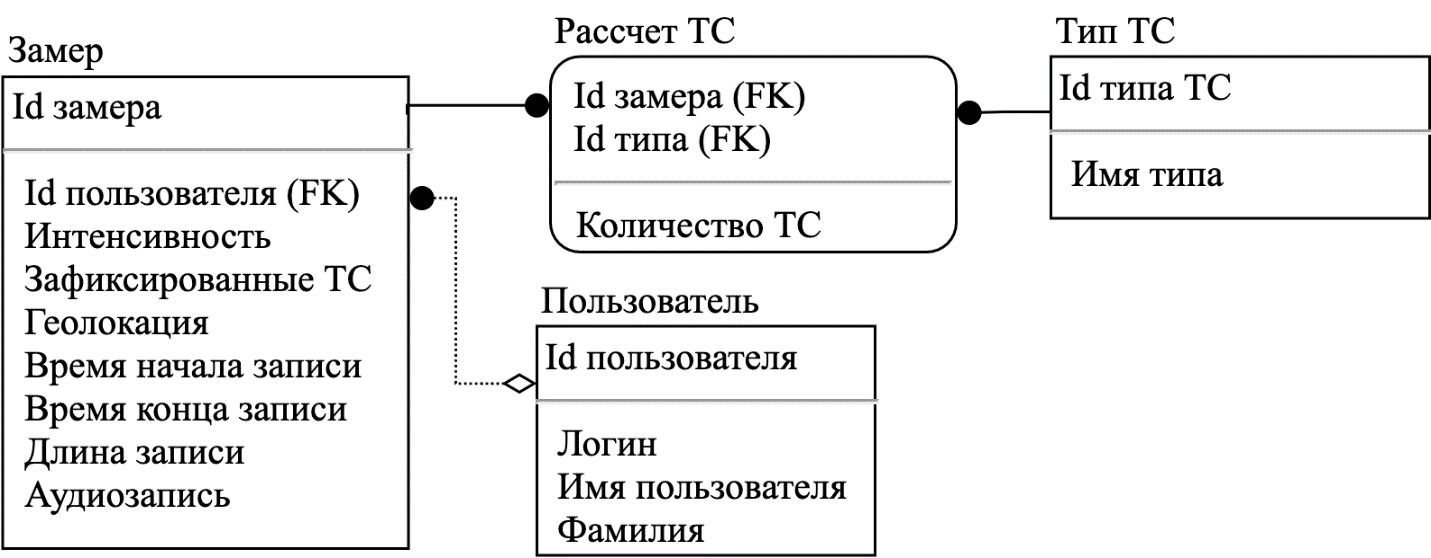 Замер
Id замера
Id пользователя (FK)
Интенсивность
Зафиксированные ТС
Геолокация
Время начала записи
Время конца записи
Длина записи
Аудиозапись
Рассчет ТС
Id замера (FK)
Id типа (FK)
Количество ТС
Тип ТС
Id типа ТС
Имя типа
Пользователь
Id пользователя
Логин
Имя пользователя
Фамилия